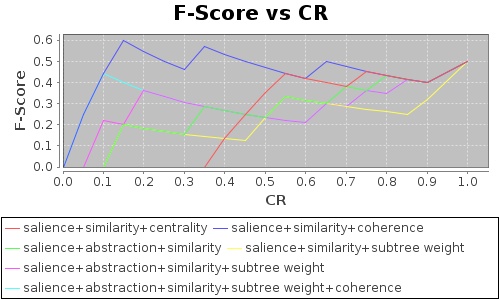 F-Score vs CR
0.6
0.5
0.4
0.3
0.2
0.1
0.0
F-Score
0.0 0.1 0.2 0.3 0.4 0.5 0.6 0.7 0.8 0.9 1.0
CR
salience+similarity+centrality salience+similarity+coherence
salience+abstraction+similarity salience+similarity+subtree weight
salience+abstraction+similarity+subtree weight
salience+abstraction+similarity+subtree weight+coherence